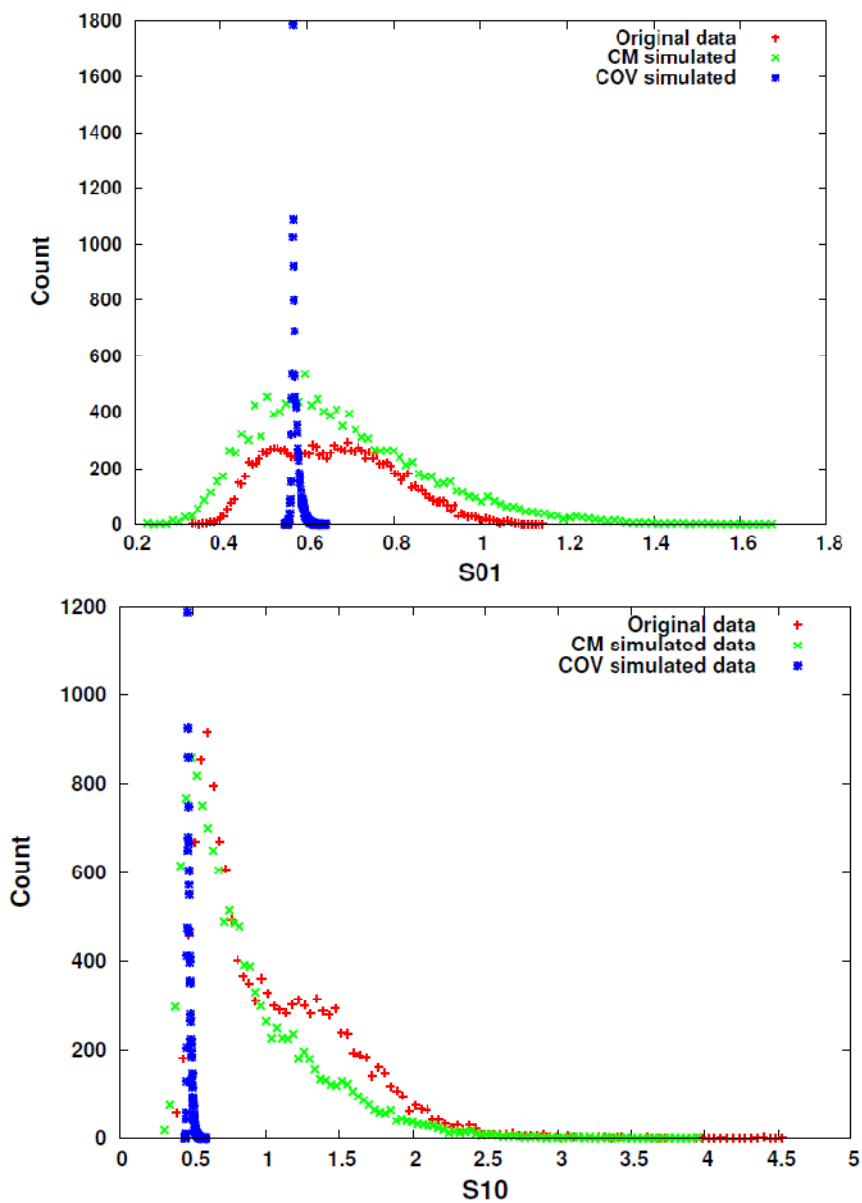 1800
1600
1400
1200
1000
800
600
400
200
0
Count
Original data
CM simulated
COV simulated
0.2 0.4 0.6 0.8 1 1.2 1.4 1.6 1.8
S01
1200
1000
800
600
400
200
0
Count
Original data
CM simulated data
COV simulated data
0 0.5 1 1.5 2 2.5 3 3.5 4 4.5 5
S10